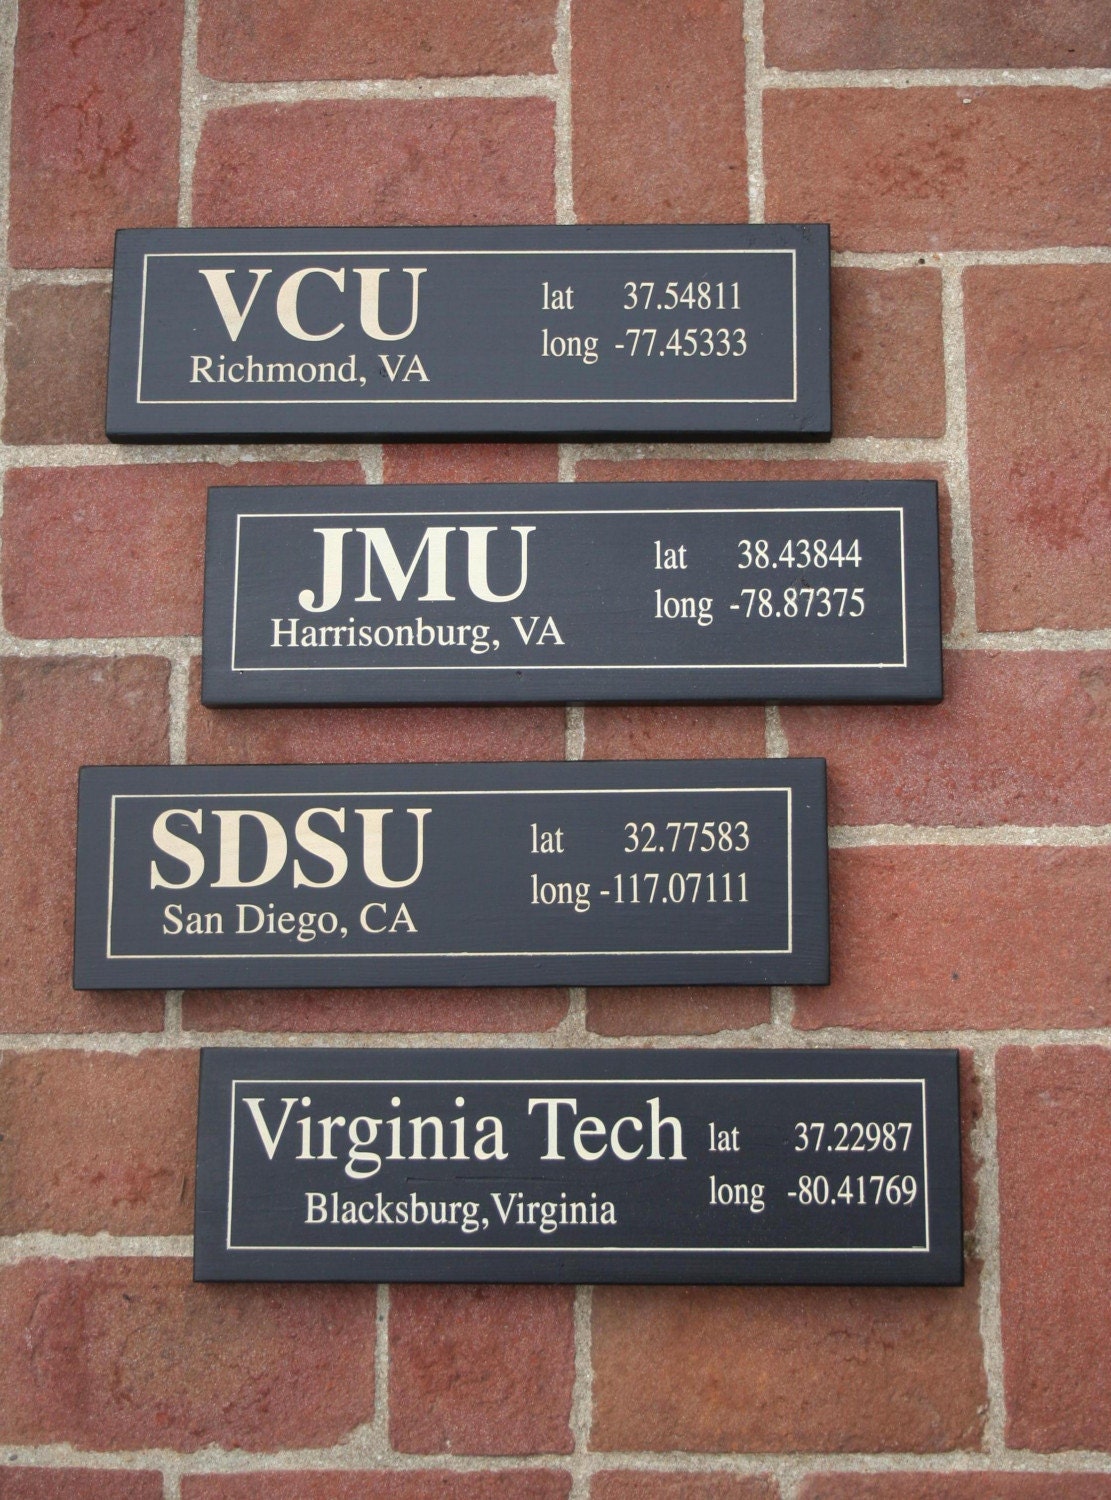 VCU
Richmond, VA
lat 37.54811
long -77.45333
JMU
Harrisonburg, VA
lat 38.43844
long -78.87375
SDSU
San Diego, CA
lat 32.77583
long -117.07111
Virginia Tech
Blacksburg,Virginia
lat 37.22987
long -80.41769